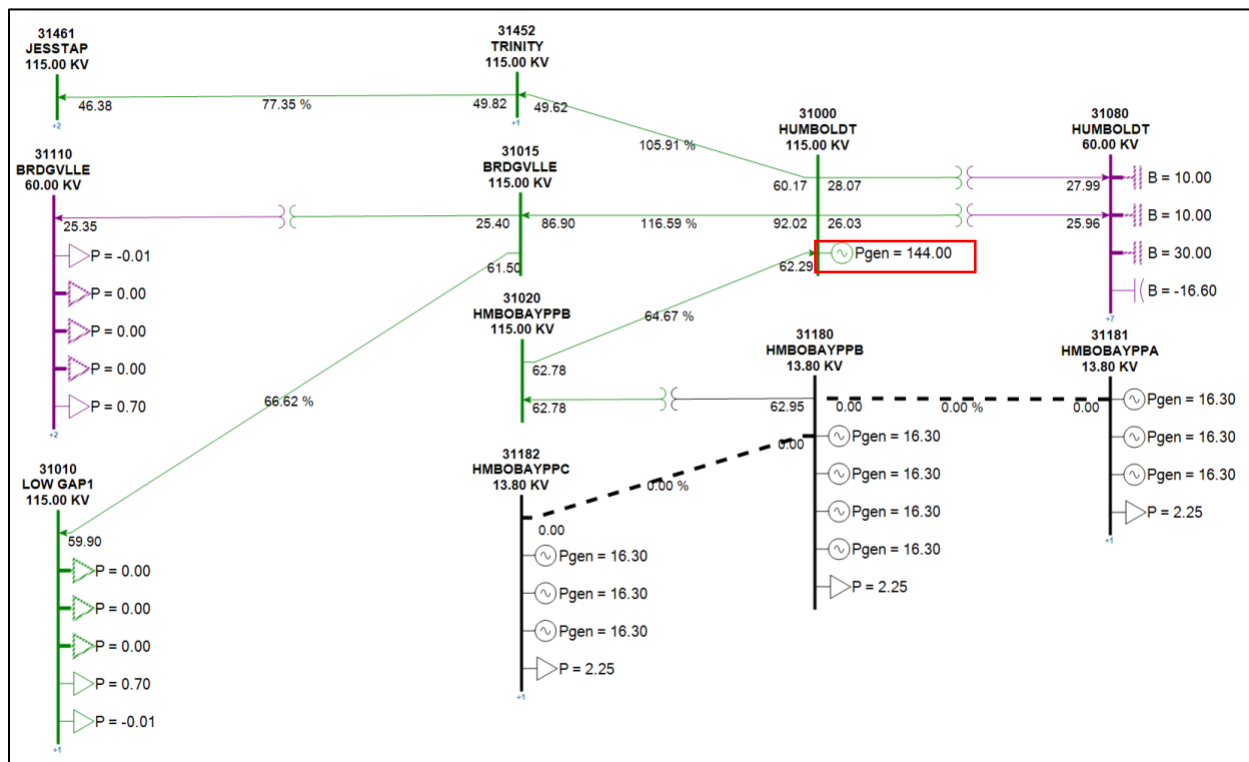 31461
JESSTAP
115.00 KV
46.38
77.35 %
+2
31452
TRINITY
115.00 KV
49.82
49.62
+1
105.91 %
31000
HUMBOLDT
115.00 KV
60.17
28.07
92.02
26.03
62.29
Pgen = 144.00
31080
HUMBOLDT
60.00 KV
27.99
B = 10.00
25.96
B = 10.00
B = 30.00
B = -16.60
+7
31110
BRDGVLLE
60.00 KV
25.35
P = -0.01
P = 0.00
P = 0.00
P = 0.00
P = 0.70
+2
31015
BRDGVLLE
115.00 KV
25.40
86.90
116.59 %
61.50
31020
HMBOBAYPPB
115.00 KV
62.78
62.78
64.67 %
66.62 %
31180
HMBOBAYPPB
13.80 KV
62.95
0.00
0.00 %
0.00
0.00
Pgen = 16.30
Pgen = 16.30
Pgen = 16.30
Pgen = 16.30
P = 2.25
31181
HMBOBAYPPA
13.80 KV
Pgen = 16.30
Pgen = 16.30
Pgen = 16.30
P = 2.25
+1
31182
HMBOBAYPPC
13.80 KV
0.00 %
0.00
Pgen = 16.30
Pgen = 16.30
Pgen = 16.30
P = 2.25
+1
31010
LOW GAP1
115.00 KV
59.90
P = 0.00
P = 0.00
P = 0.00
P = 0.70
P = -0.01
+1